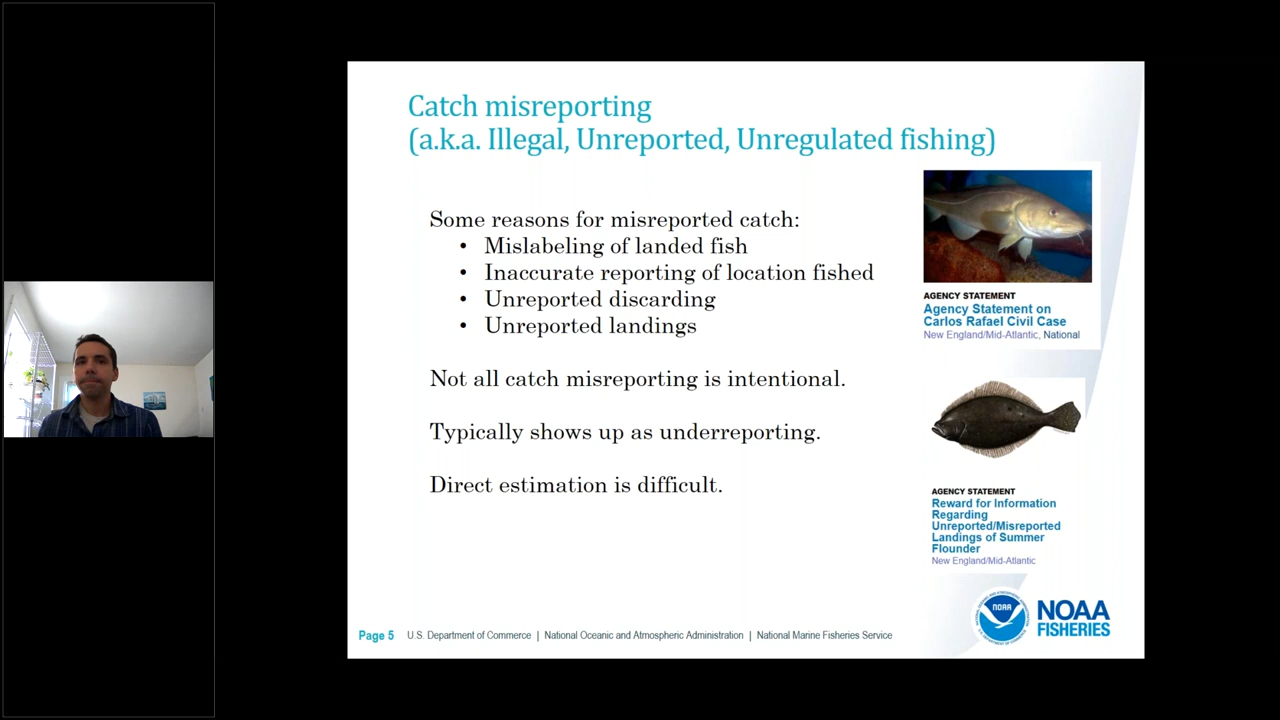 Catch misreporting
(a.k.a. Illegal, Unreported, Unregulated fishing)
Some reasons for misreported catch:
• Mislabeling of landed fish
• Inaccurate reporting of location fished
• Unreported discarding
• Unreported landings
Not all catch misreporting is intentional.
Typically shows up as underreporting.
Direct estimation is difficult.
AGENCY STATEMENT
Agency Statement on
Carlos Rafael Civil Case
New England/Mid-Atlantic, National
AGENCY STATEMENT
Reward for Information
Regarding
Unreported/Misreported
Landings of Summer
Flounder
New England/Mid-Atlantic
NOAA
NOAA
FISHERIES
Page 5 U.S. Department of Commerce | National Oceanic and Atmospheric Administration | National Marine Fisheries Service